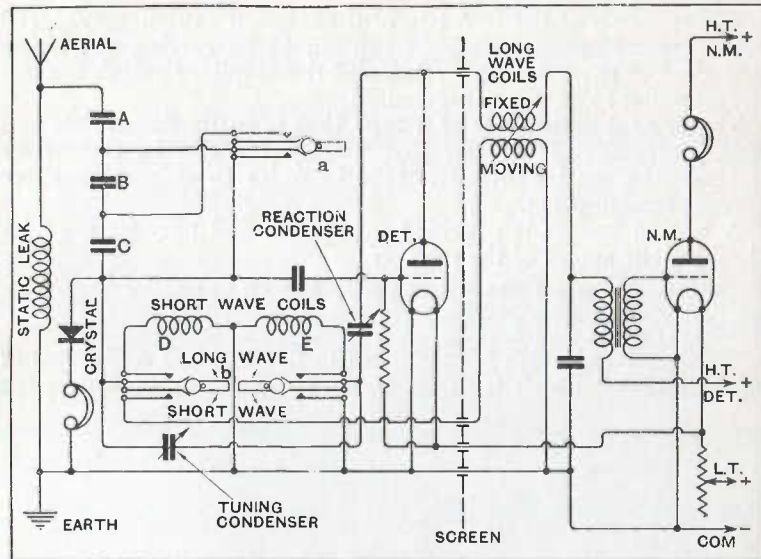 AERIAL
A
B
C
a
STATIC LEAK
CRYSTAL
REACTION
CONDENSER
DET.
SHORT WAVE COILS
D
E
LONG WAVE
b
SHORT WAVE
TUNING
CONDENSER
EARTH
SCREEN
LONG
WAVE
COILS
FIXED
MOVING
H.T.
+
N.M.
N.M.
H.T.
+
DET.
L.T.
+
–
COM